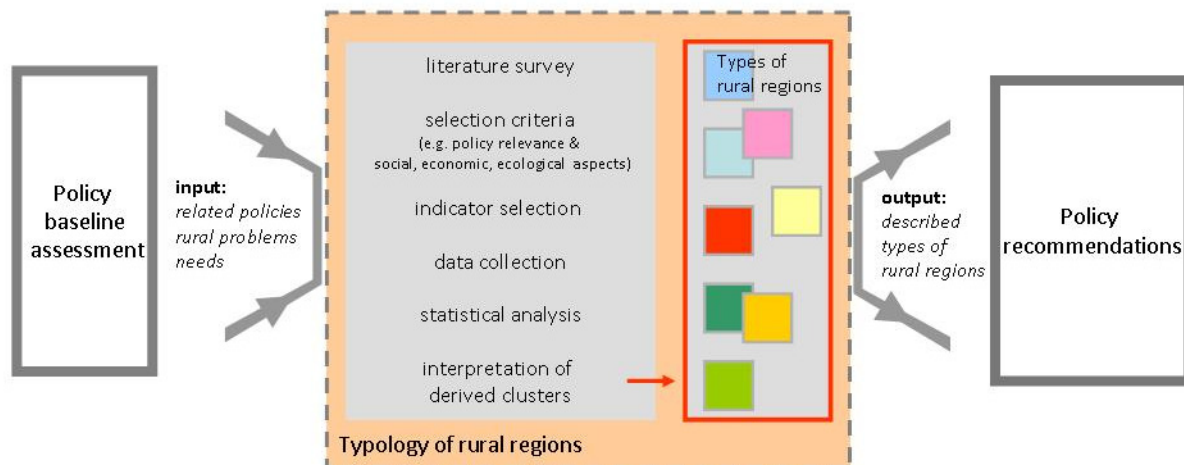 Policy
baseline
assessment
input:
related policies
rural problems
needs
literature survey
selection criteria
(e.g. policy relevance &
social, economic, ecological aspects)
indicator selection
data collection
statistical analysis
interpretation of
derived clusters
Typology of rural regions
Types of
rural regions
output:
described
types of
rural regions
Policy
recommendations